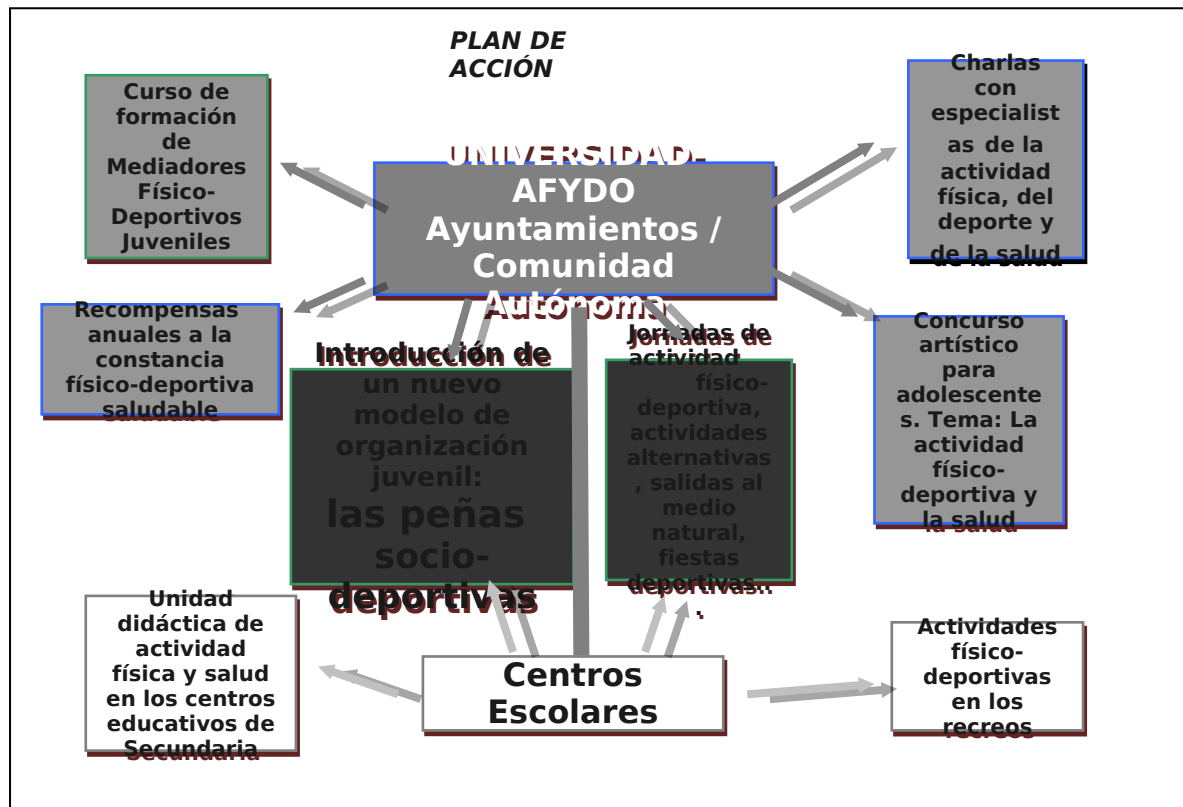 PLAN DE
ACCIÓN
Curso de
formación
de
Mediadores
Físico-
Deportivos
Juveniles
UNIVERSIDAD-
AFYDO
Ayuntamientos /
Comunidad
Autónoma
Charlas
con
especialist
as de la
actividad
física, del
deporte y
de la salud
Recompensas
anuales a la
constancia
físico-deportiva
saludable
Introducción de
un nuevo
modelo de
organización
juvenil:
las peñas
socio-
deportivas
Jornadas de
actividad
físico-
deportiva,
actividades
alternativas
, salidas al
medio
natural,
fiestas
deportivas..
.
Concurso
artístico
para
adolescente
s. Tema: La
actividad
físico-
deportiva y
la salud
Unidad
didáctica de
actividad
física y salud
en los centros
educativos de
Secundaria
Centros
Escolares
Actividades
físico-
deportivas
en los
recreos